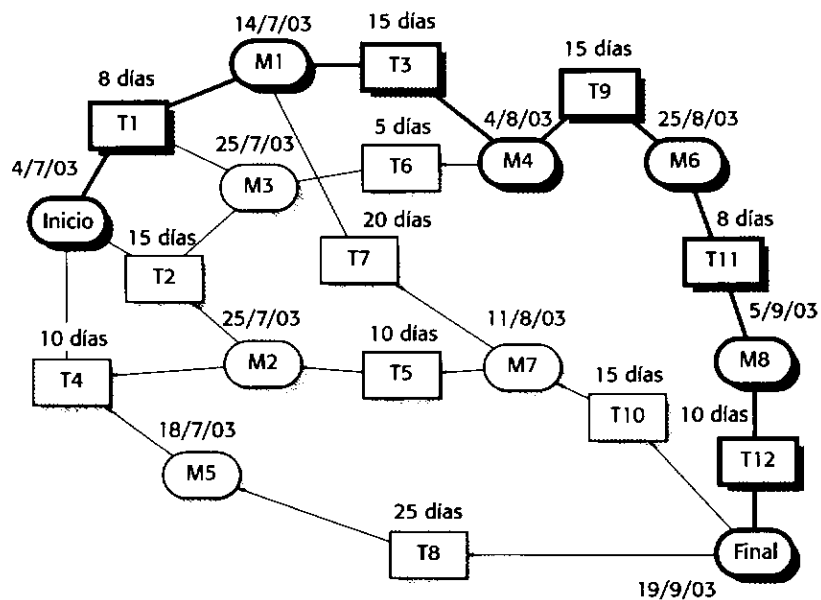 14/7/03
15 días
M1
T3
15 días
T9
8 días
T1
25/7/03
M3
5 días
T6
4/8/03
M4
25/8/03
M6
4/7/03
Inicio
15 días
T2
20 días
T7
8 días
T11
25/7/03
M2
10 días
T5
11/8/03
M7
5/9/03
M8
10 días
T4
15 días
T10
10 días
T12
18/7/03
M5
25 días
T8
Final
19/9/03